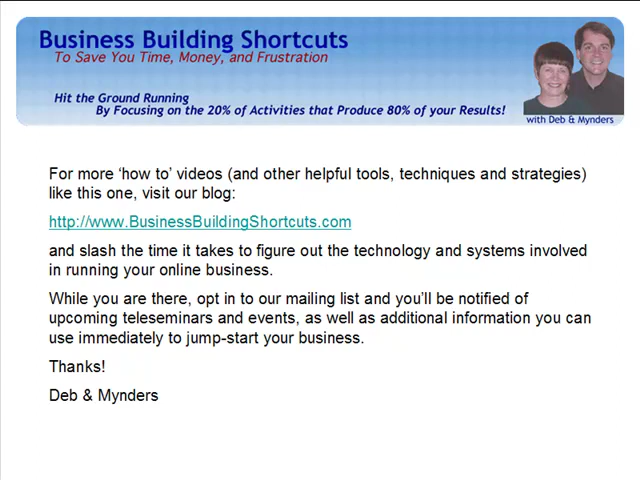 Business Building Shortcuts
To Save You Time, Money, and Frustration
Hit the Ground Running
By Focusing on the 20% of Activities that Produce 80% of your Results!
with Deb & Mynders
For more ‘how to’ videos (and other helpful tools, techniques and strategies)
like this one, visit our blog:
http://www.BusinessBuildingShortcuts.com
and slash the time it takes to figure out the technology and systems involved
in running your online business.
While you are there, opt in to our mailing list and you’ll be notified of
upcoming teleseminars and events, as well as additional information you can
use immediately to jump-start your business.
Thanks!
Deb & Mynders